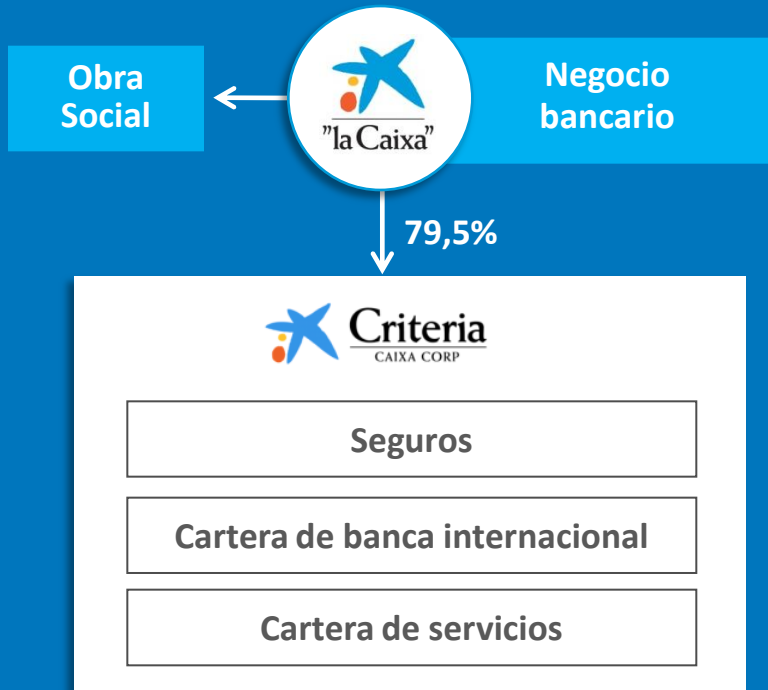 Obra
Social
"la Caixa"
Negocio
bancario
79,5%
Criteria
CAIXA CORP
Seguros
Cartera de banca internacional
Cartera de servicios